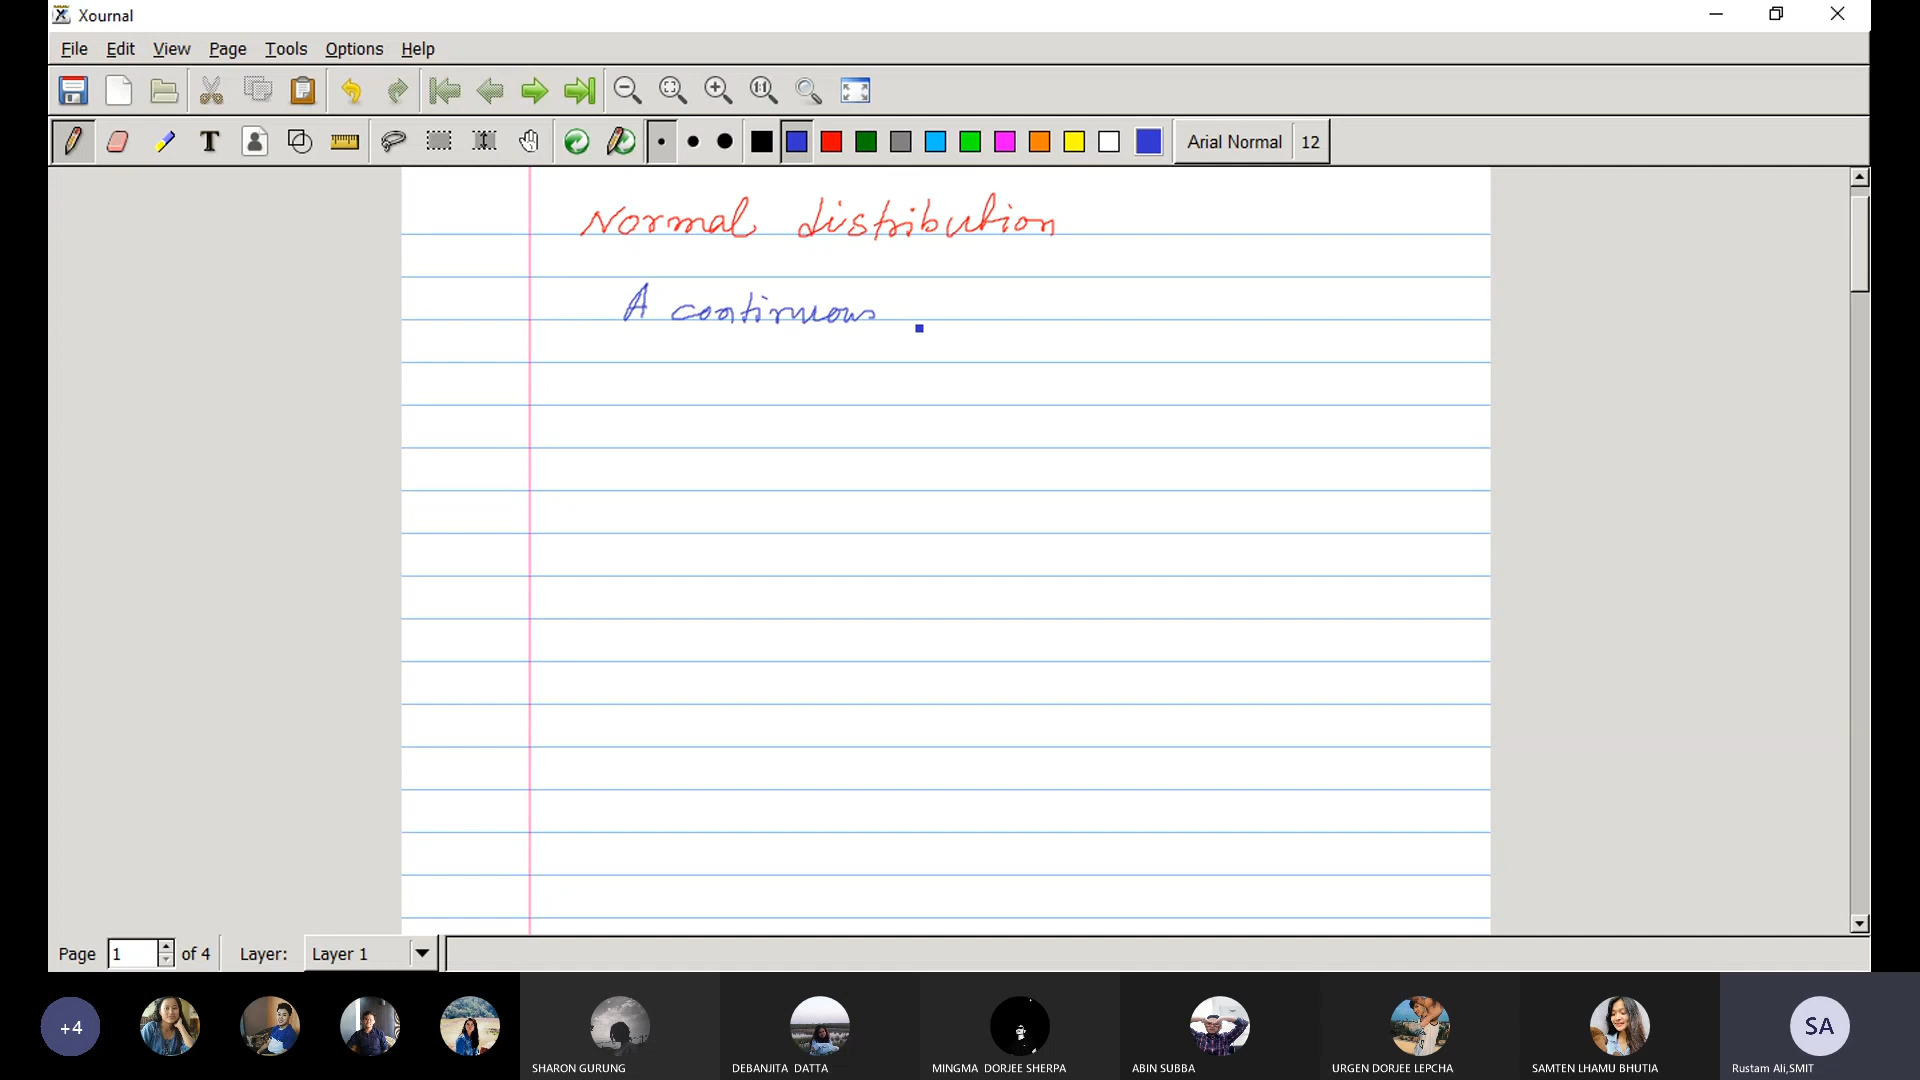 Xournal
File Edit View Page Tools Options Help
T Arial Normal 12
Normal distribution
A continuous
Page 1 of 4 Layer: Layer 1
+4 SA
SHARON GURUNG DEBANJITA DATTA MINGMA DORJEE SHERPA ABIN SUBBA URGEN DORJEE LEPCHA SAMTEN LHAMU BHUTIA Rustam Ali,SMIT